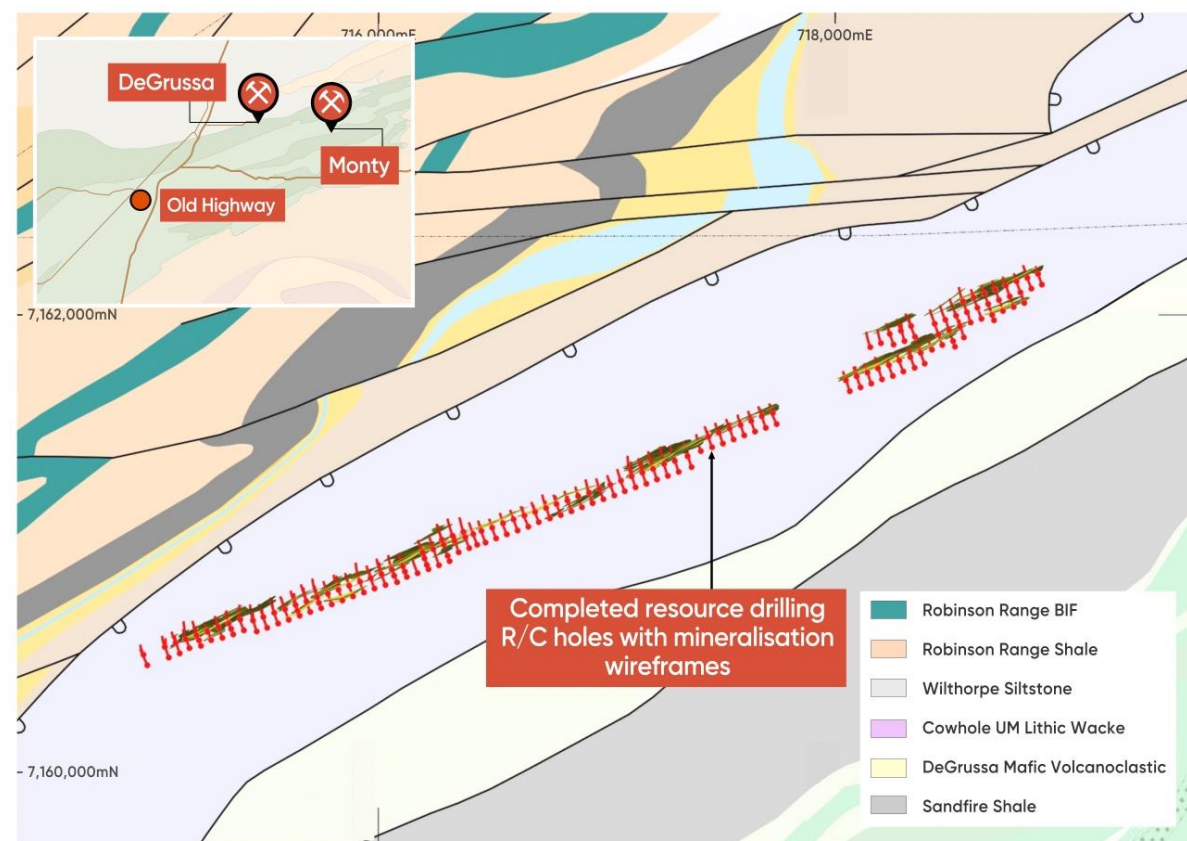 716,000mE
718,000mE
DeGrussa
Monty
Old Highway
7,162,000mN
Completed resource drilling
R/C holes with mineralisation
wireframes
7,160,000mN
Robinson Range BIF
Robinson Range Shale
Wilthorpe Siltstone
Cowhole UM Lithic Wacke
DeGrussa Mafic Volcanoclastic
Sandfire Shale